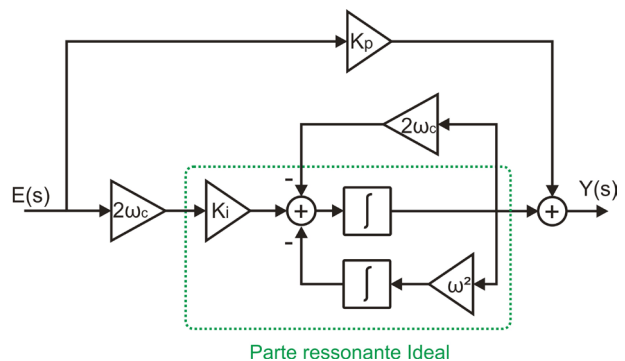 Kp
2ωc
E(s)
2ωc
Ki
-
+
∫
+
Y(s)
-
∫
ω²
Parte ressonante Ideal